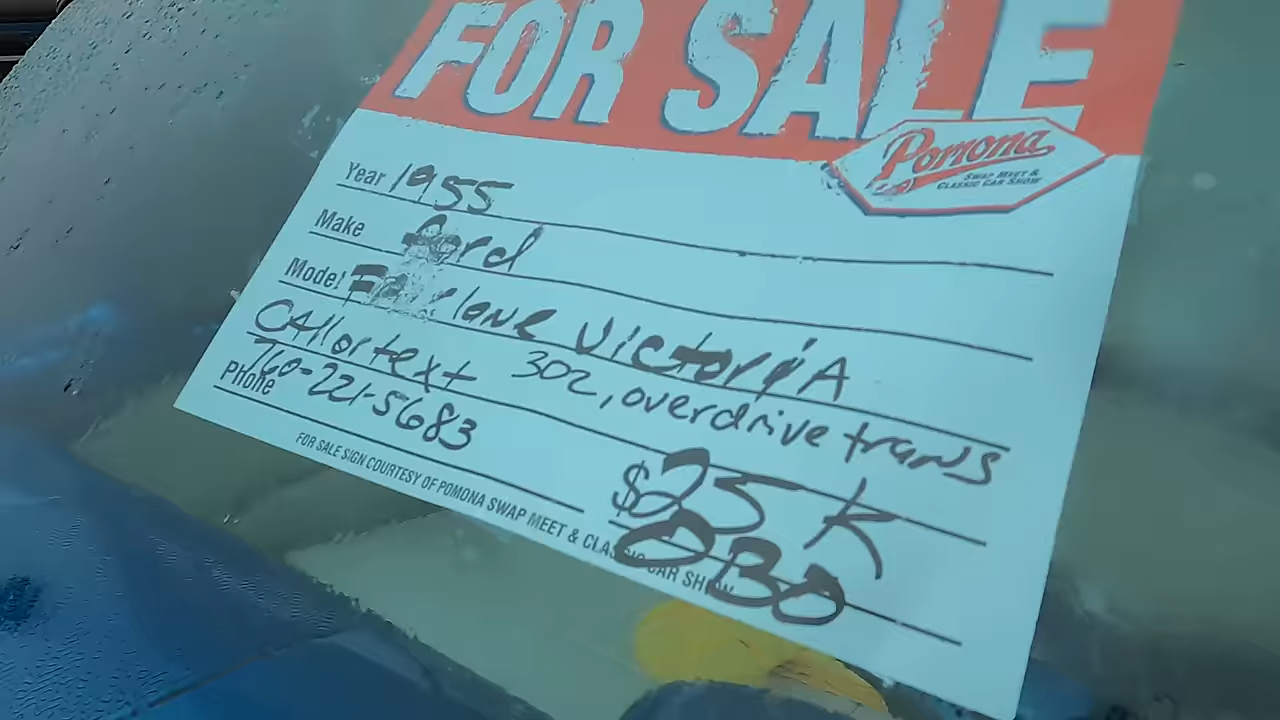 FOR SALE
Pomona
SWAP MEET &
CLASSIC CAR SHOW
Year 1955
Make Ford
Model Fairlane VictoriA
CAll or text 302, overdrive trans
Phone 760-221-5683
$25K
OBO
FOR SALE SIGN COURTESY OF POMONA SWAP MEET & CLASSIC CAR SHOW